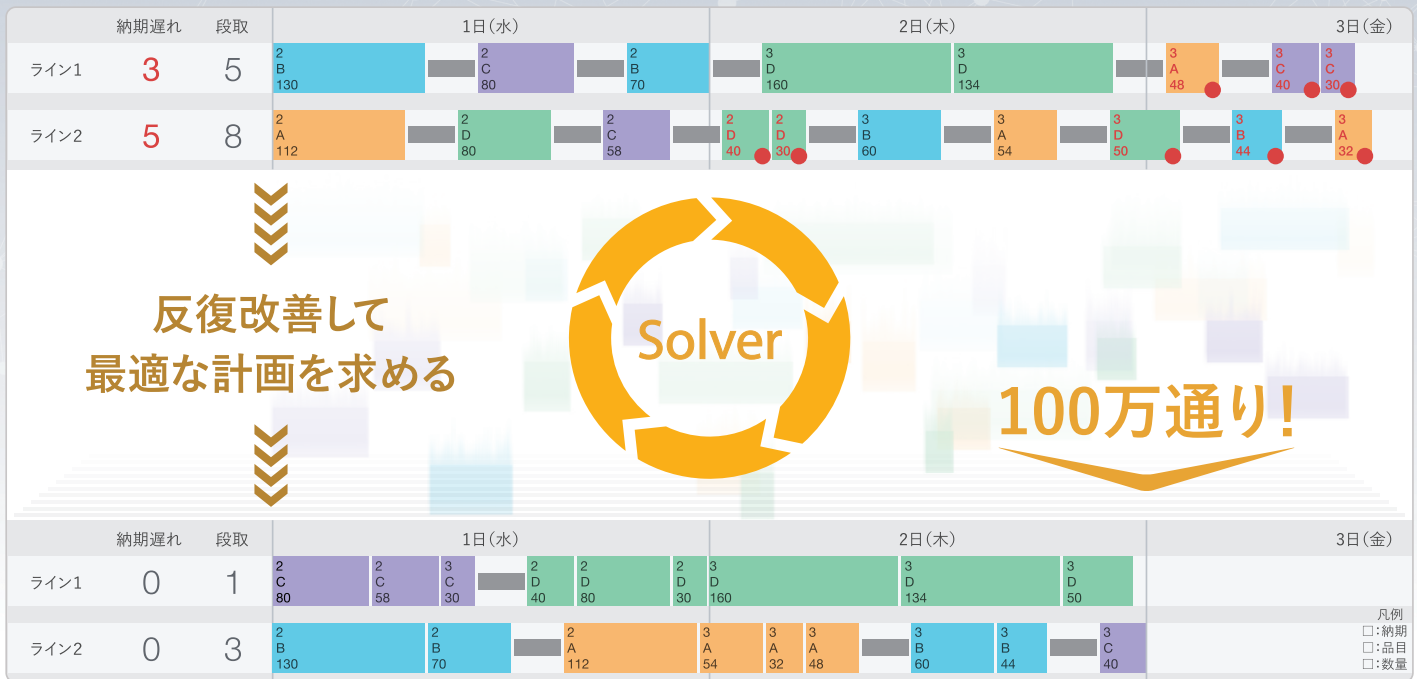 納期遅れ 段取 1日(水) 2日(木) 3日(金)
ライン1 3 5
2 B 130
2 C 80
2 B 70
3 D 160
3 D 134
3 A 48
3 C 40
3 C 30
ライン2 5 8
2 A 112
2 D 80
2 C 58
2 D 40
2 D 30
3 B 60
3 A 54
3 D 50
3 B 44
3 A 32
反復改善して
最適な計画を求める
Solver
100万通り!
納期遅れ 段取 1日(水) 2日(木) 3日(金)
ライン1 0 1
2 C 80
2 C 58
3 C 30
2 D 40
2 D 80
2 D 30
3 D 160
3 D 134
3 D 50
ライン2 0 3
2 B 130
2 B 70
2 A 112
3 A 54
3 A 32
3 A 48
3 B 60
3 B 44
3 C 40
凡例
□:納期
□:品目
□:数量